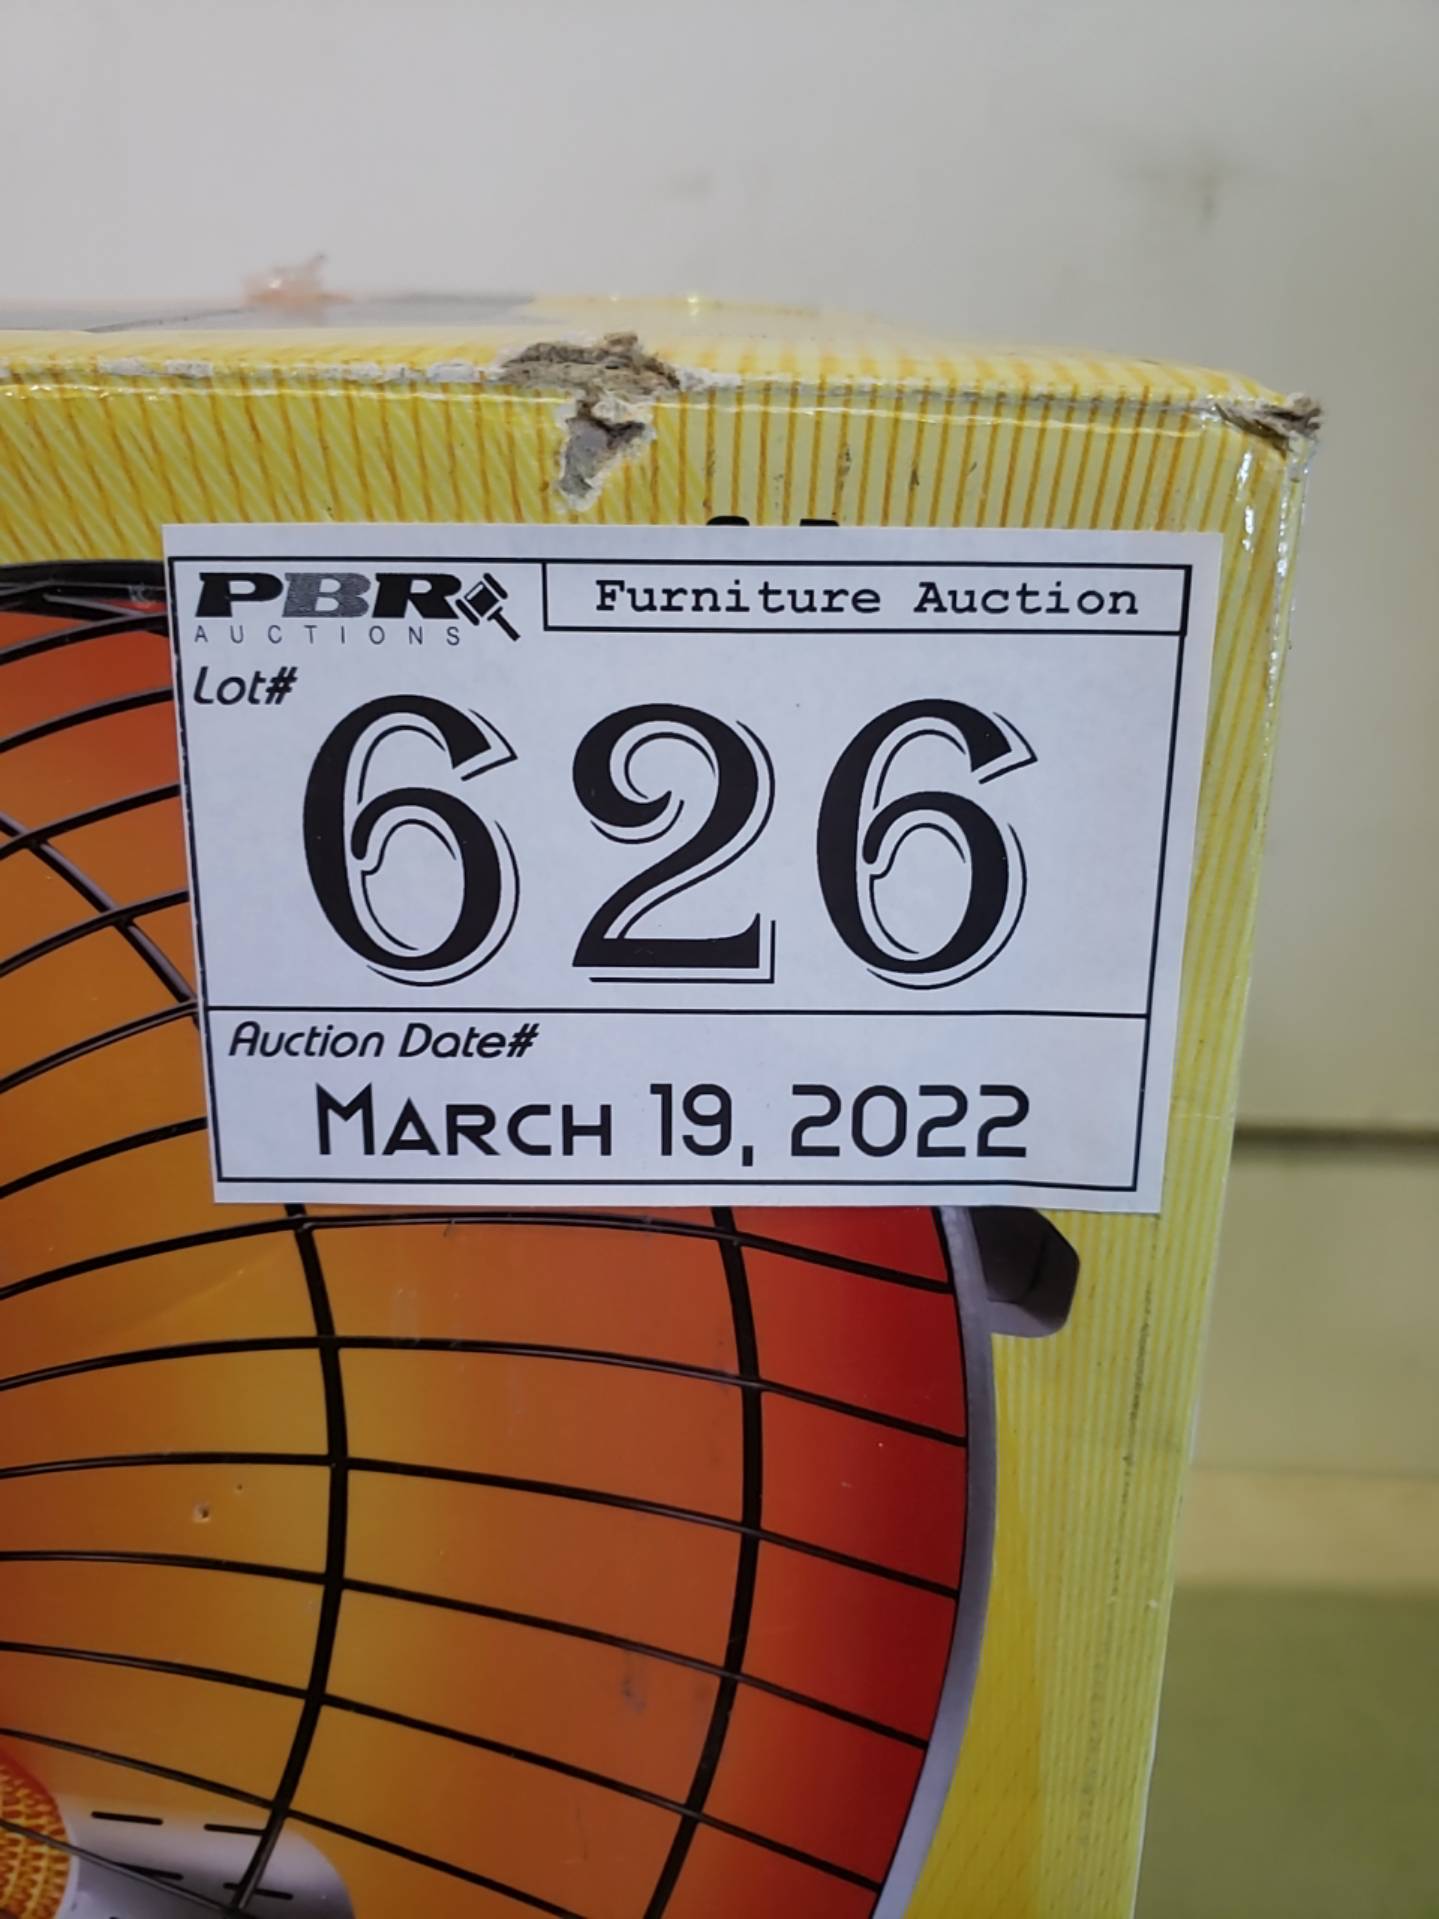 PBR
AUCTIONS
Furniture Auction
Lot#
626
Auction Date#
March 19, 2022